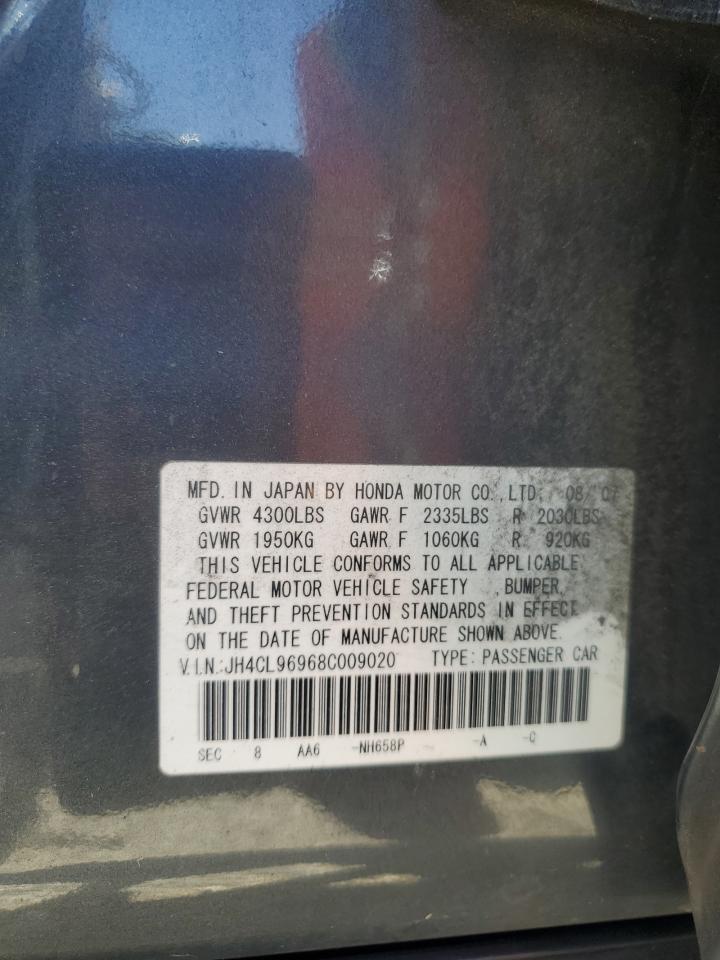 MFD. IN JAPAN BY HONDA MOTOR CO.,LTD. 08/07
GVWR 4300LBS GAWR F 2335LBS R 2030LBS
GVWR 1950KG GAWR F 1060KG R 920KG
THIS VEHICLE CONFORMS TO ALL APPLICABLE
FEDERAL MOTOR VEHICLE SAFETY ,BUMPER,
AND THEFT PREVENTION STANDARDS IN EFFECT
ON THE DATE OF MANUFACTURE SHOWN ABOVE.
V.I.N.:JH4CL96968C009020 TYPE: PASSENGER CAR
SEC 8 AA6 -NH658P - -A -C